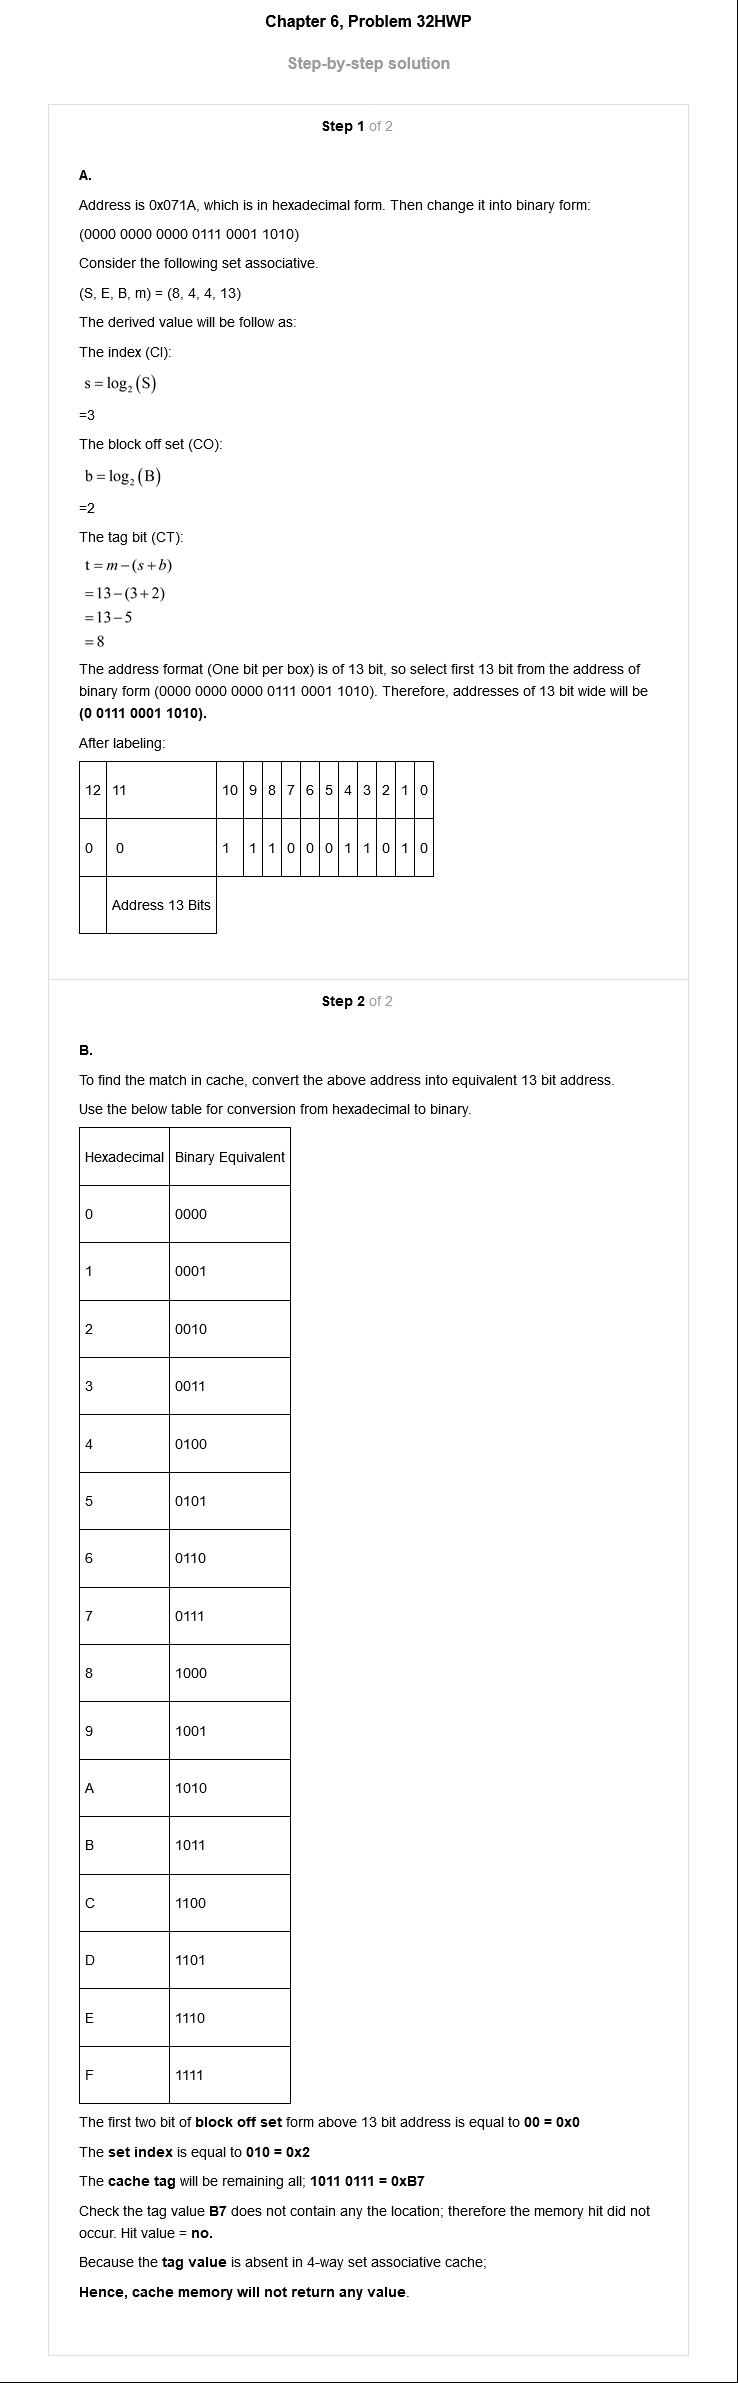 Chapter 6, Problem 32HWP
Step-by-step solution
Step 1 of 2
A.
Address is 0x071A, which is in hexadecimal form. Then change it into binary form:
(0000 0000 0000 0111 0001 1010)
Consider the following set associative.
(S, E, B, m) = (8, 4, 4, 13)
The derived value will be follow as:
The index (CI):
s = log₂ (S)
=3
The block off set (CO):
b = log₂ (B)
=2
The tag bit (CT):
t = m − (s + b)
= 13 − (3 + 2)
= 13 − 5
= 8
The address format (One bit per box) is of 13 bit, so select first 13 bit from the address of
binary form (0000 0000 0000 0111 0001 1010). Therefore, addresses of 13 bit wide will be
(0 0111 0001 1010).
After labeling:
12 11 10 9 8 7 6 5 4 3 2 1 0
0 0 1 1 1 0 0 0 1 1 0 1 0
Address 13 Bits
Step 2 of 2
B.
To find the match in cache, convert the above address into equivalent 13 bit address.
Use the below table for conversion from hexadecimal to binary.
Hexadecimal Binary Equivalent
0 0000
1 0001
2 0010
3 0011
4 0100
5 0101
6 0110
7 0111
8 1000
9 1001
A 1010
B 1011
C 1100
D 1101
E 1110
F 1111
The first two bit of block off set form above 13 bit address is equal to 00 = 0x0
The set index is equal to 010 = 0x2
The cache tag will be remaining all; 1011 0111 = 0xB7
Check the tag value B7 does not contain any the location; therefore the memory hit did not
occur. Hit value = no.
Because the tag value is absent in 4-way set associative cache;
Hence, cache memory will not return any value.